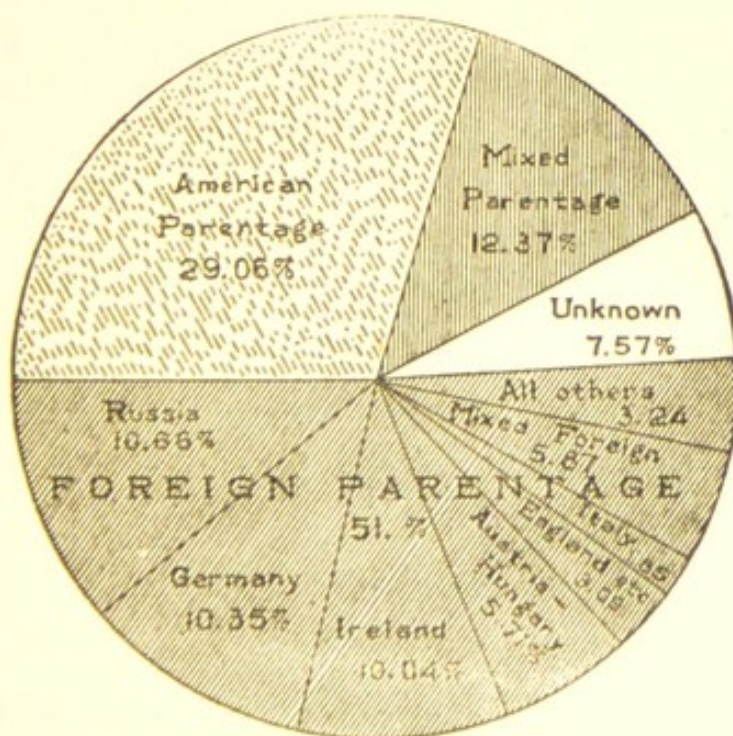 American
Parentage
29.06%
Mixed
Parentage
12.37%
Unknown
7.57%
All others
3.24
Mixed Foreign
5.87
Italy
England etc
Austria-
Hungary
FOREIGN PARENTAGE
51. %
Russia
10.66%
Germany
10.35%
Ireland
10.04%